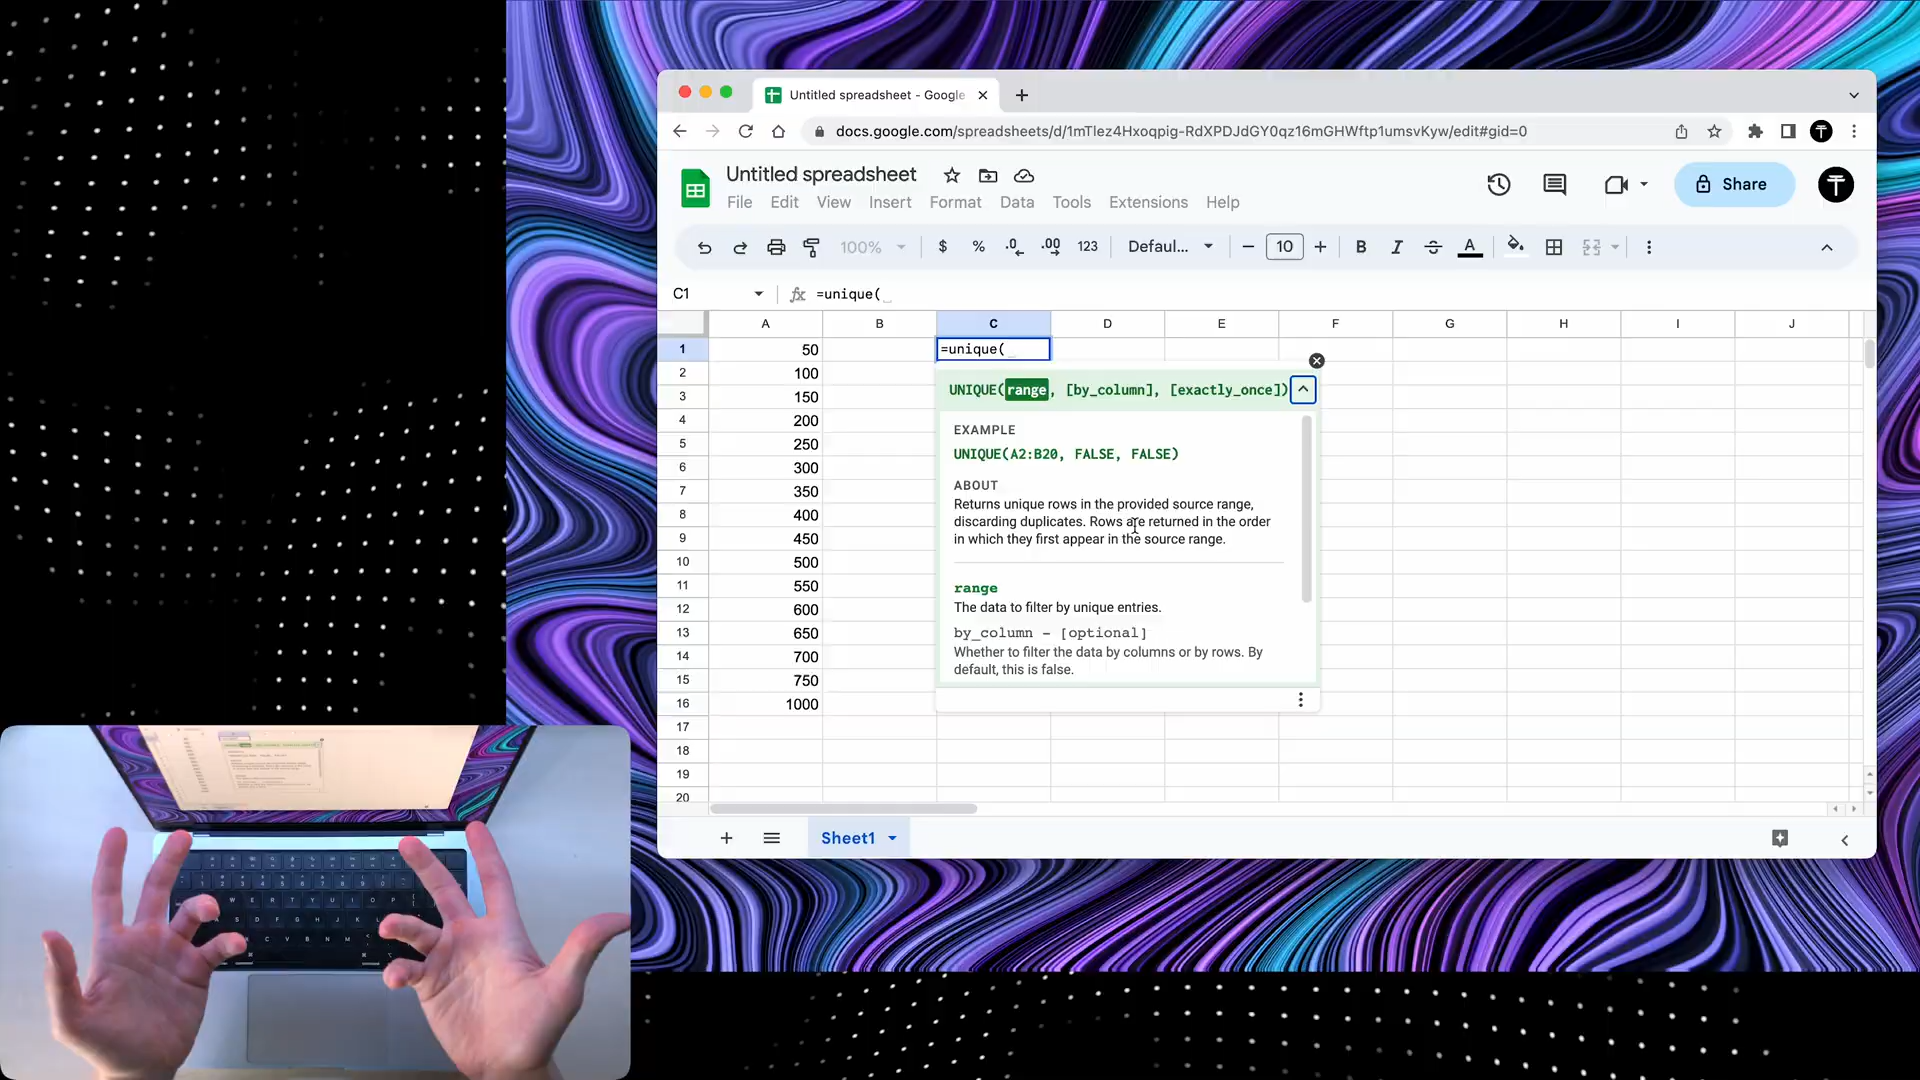 Untitled spreadsheet - Google
docs.google.com/spreadsheets/d/1mTlez4Hxoqpig-RdXPDJdGY0qz16mGHWftp1umsvKyw/edit#gid=0
Untitled spreadsheet
File Edit View Insert Format Data Tools Extensions Help
Share
100% $ % .0 .00 123 Defaul... 10 B I S A
C1 fx =unique(
A B C D E F G H I J
1 50 =unique(
2 100
3 150
4 200
5 250
6 300
7 350
8 400
9 450
10 500
11 550
12 600
13 650
14 700
15 750
16 1000
17
18
19
20
UNIQUE(range, [by_column], [exactly_once])
EXAMPLE
UNIQUE(A2:B20, FALSE, FALSE)
ABOUT
Returns unique rows in the provided source range,
discarding duplicates. Rows are returned in the order
in which they first appear in the source range.
range
The data to filter by unique entries.
by_column - [optional]
Whether to filter the data by columns or by rows. By
default, this is false.
Sheet1